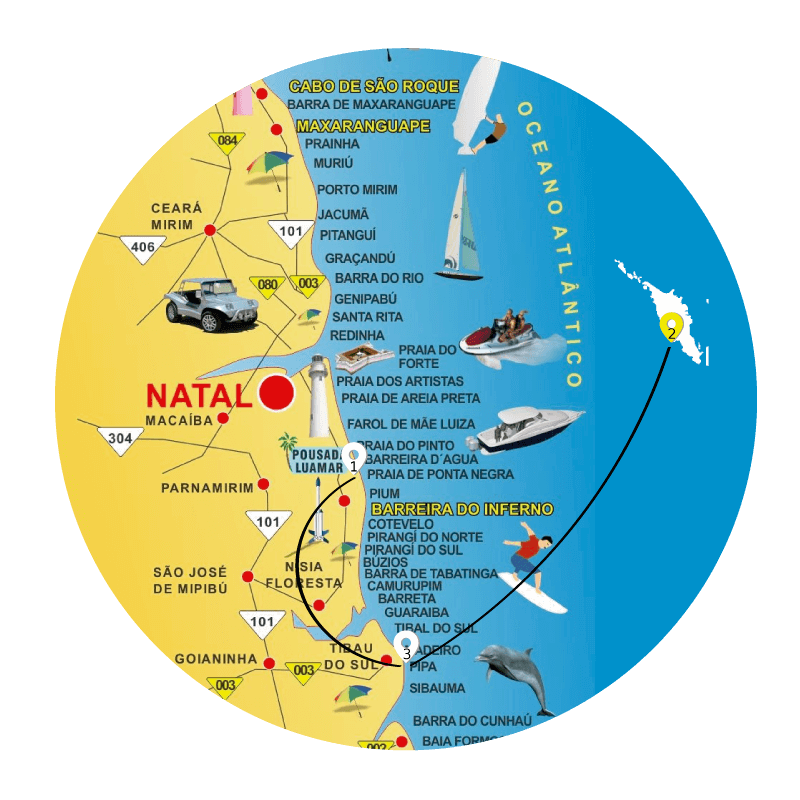 CABO DE SÃO ROQUE
BARRA DE MAXARANGUAPE
MAXARANGUAPE
084
PRAINHA
MURIÚ
PORTO MIRIM
CEARÁ
MIRIM
JACUMÃ
101
PITANGUÍ
406
GRAÇANDÚ
BARRA DO RIO
080
003
GENIPABÚ
SANTA RITA
REDINHA
OCEANO ATLÂNTICO
2
PRAIA DO
FORTE
PRAIA DOS ARTISTAS
NATAL
PRAIA DE AREIA PRETA
MACAÍBA
FAROL DE MÃE LUIZA
304
PRAIA DO PINTO
POUSADA
LUAMAR
1
BARREIRA D´AGUA
PRAIA DE PONTA NEGRA
PARNAMIRIM
PIUM
BARREIRA DO INFERNO
101
COTEVELO
PIRANGÍ DO NORTE
PIRANGÍ DO SUL
BÚZIOS
NISIA
FLORESTA
BARRA DE TABATINGA
SÃO JOSÉ
DE MIPIBÚ
CAMURUPIM
BARRETA
GUARAIBA
101
TIBAL DO SUL
3
ADEIRO
TIBAU
DO SUL
PIPA
GOIANINHA
003
003
SIBAUMA
BARRA DO CUNHAÚ
BAIA FORMOS
003